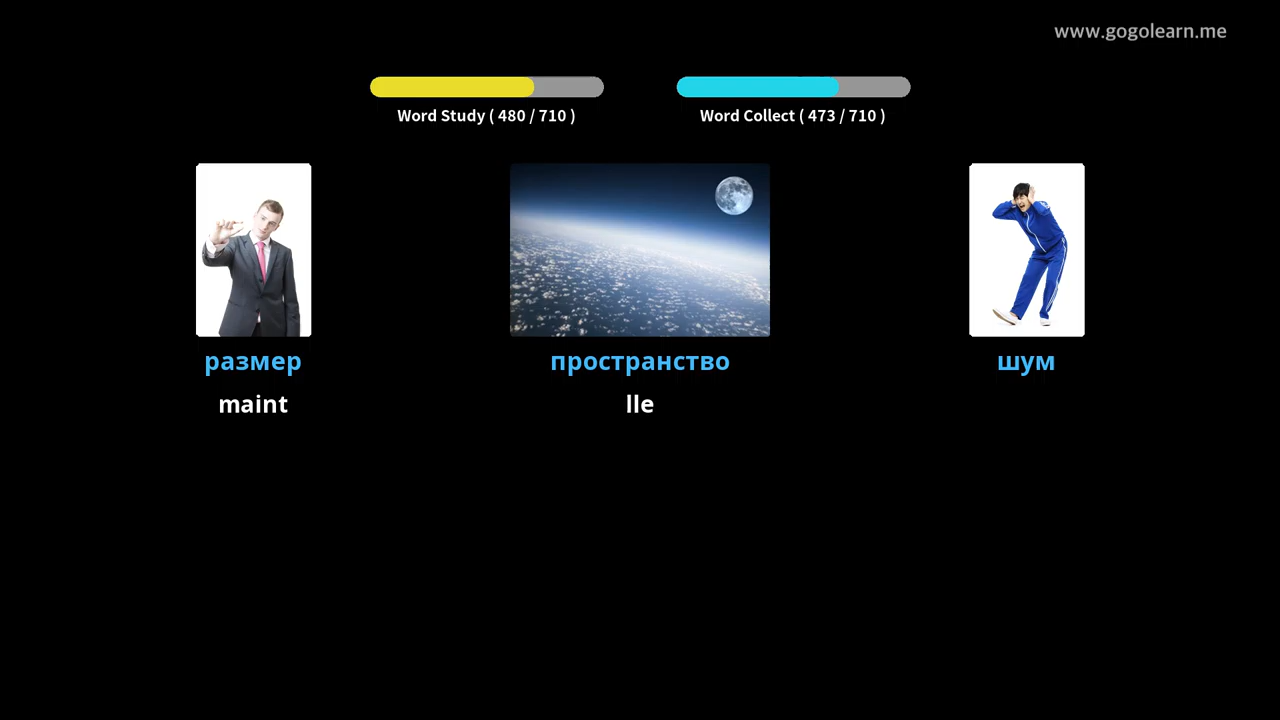 www.gogolearn.me
Word Study ( 480 / 710 )
Word Collect ( 473 / 710 )
размер
пространство
шум
maint
lle